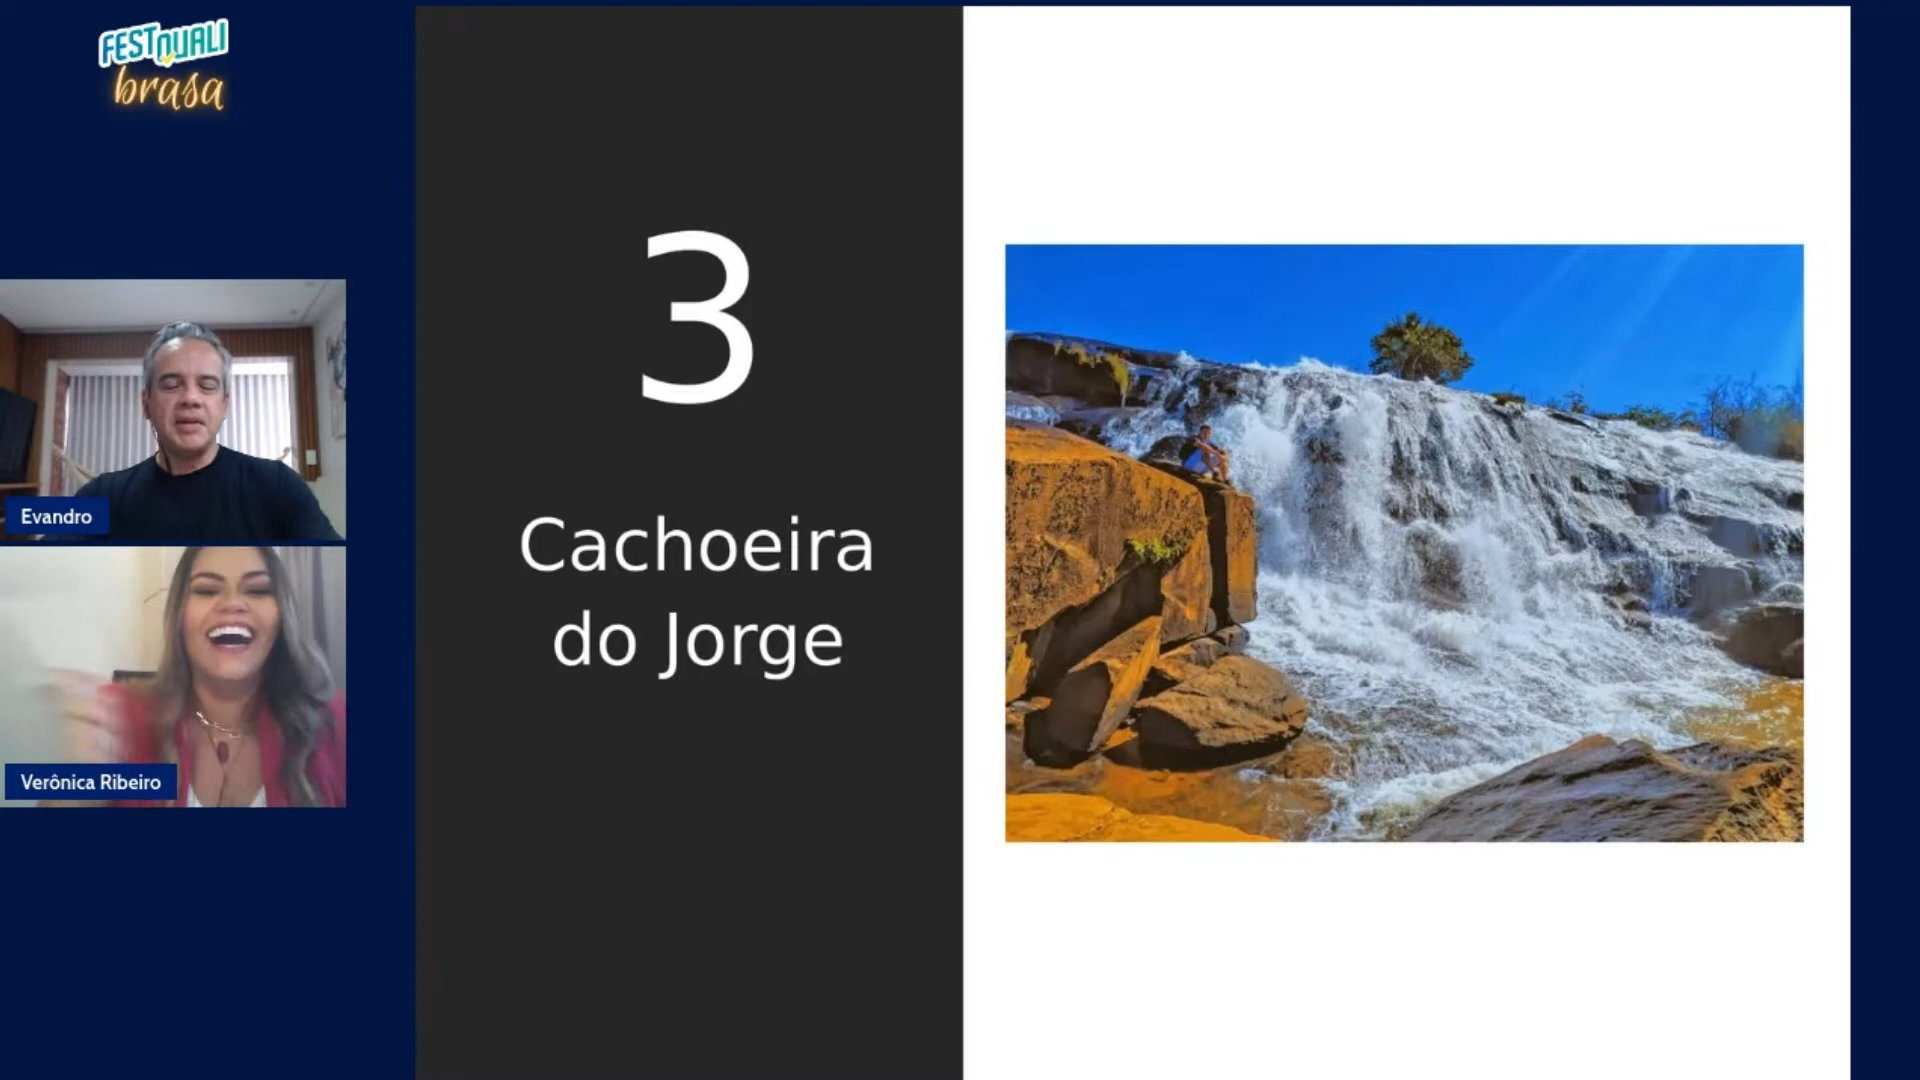 FESTQUALI
brasa
Evandro
Verônica Ribeiro
3
Cachoeira
do Jorge